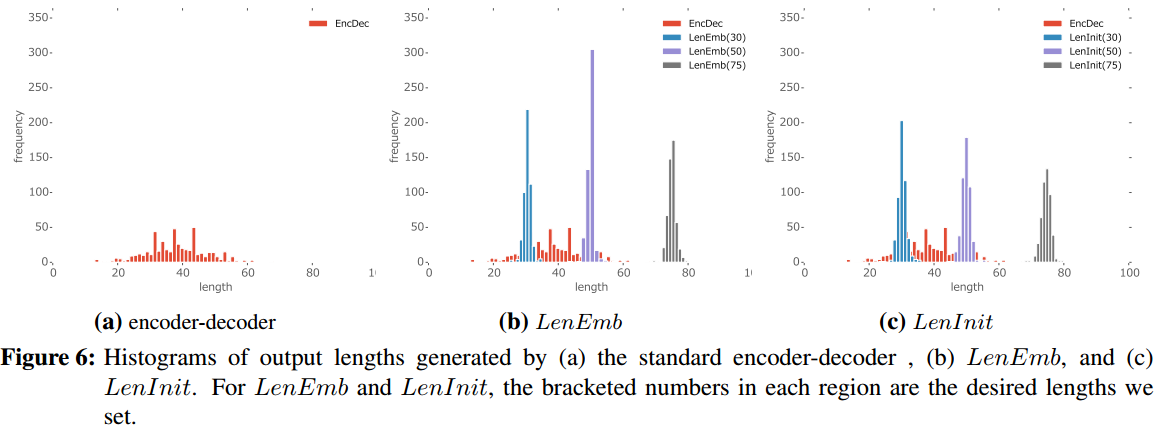 350-
300-
250-
200-
150-
100-
50-
0-
frequency
0 20 40 60 80 10
length
EncDec
(a) encoder-decoder
350-
300-
250-
200-
150-
100-
50-
0-
frequency
0 20 40 60 80 10
length
EncDec
LenEmb(30)
LenEmb(50)
LenEmb(75)
(b) LenEmb
350-
300-
250-
200-
150-
100-
50-
0-
frequency
0 20 40 60 80 100
length
EncDec
LenInit(30)
LenInit(50)
LenInit(75)
(c) LenInit
Figure 6: Histograms of output lengths generated by (a) the standard encoder-decoder , (b) LenEmb, and (c)
LenInit. For LenEmb and LenInit, the bracketed numbers in each region are the desired lengths we
set.